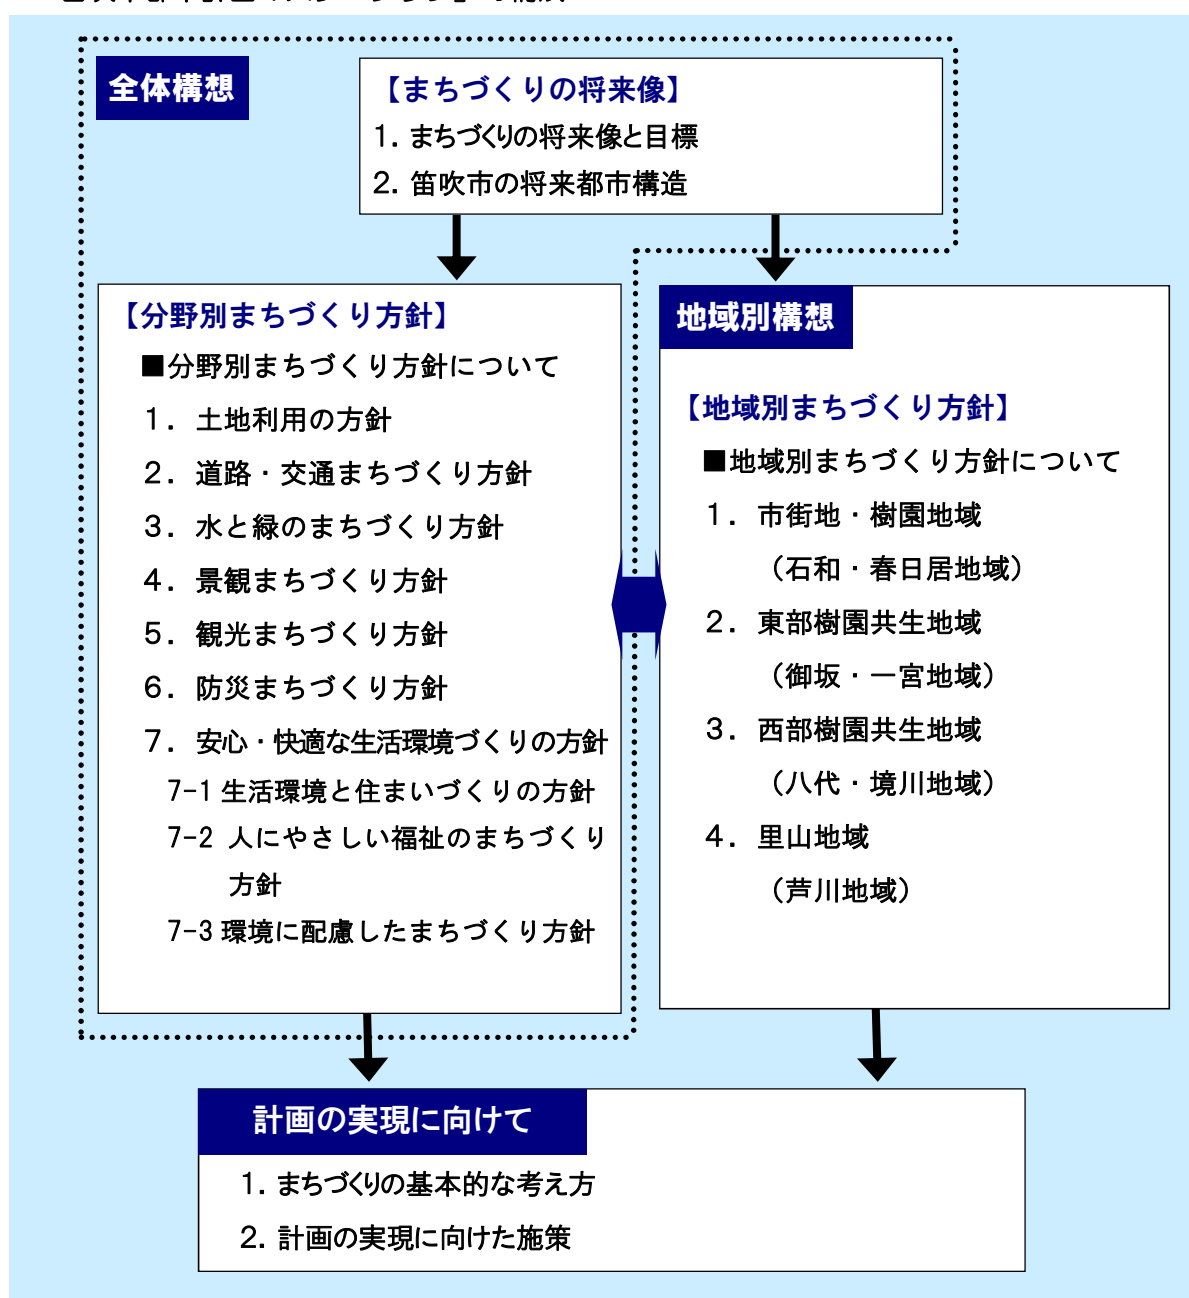 全体構想
【まちづくりの将来像】
1. まちづくりの将来像と目標
2. 笛吹市の将来都市構造
【分野別まちづくり方針】
■分野別まちづくり方針について
1. 土地利用の方針
2. 道路・交通まちづくり方針
3. 水と緑のまちづくり方針
4. 景観まちづくり方針
5. 観光まちづくり方針
6. 防災まちづくり方針
7. 安心・快適な生活環境づくりの方針
7-1 生活環境と住まいづくりの方針
7-2 人にやさしい福祉のまちづくり
方針
7-3 環境に配慮したまちづくり方針
地域別構想
【地域別まちづくり方針】
■地域別まちづくり方針について
1. 市街地・樹園地域
（石和・春日居地域）
2. 東部樹園共生地域
（御坂・一宮地域）
3. 西部樹園共生地域
（八代・境川地域）
4. 里山地域
（芦川地域）
計画の実現に向けて
1. まちづくりの基本的な考え方
2. 計画の実現に向けた施策